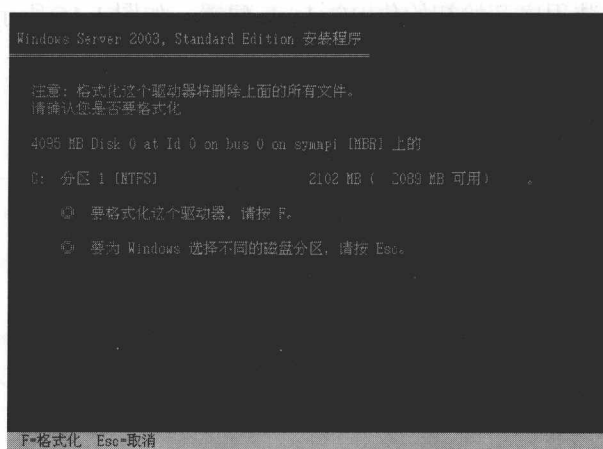 Windows Server 2003, Standard Edition 安装程序
注意: 格式化这个驱动器将删除上面的所有文件。
请确认您是否要格式化
4095 MB Disk 0 at Id 0 on bus 0 on symmpi [MBR] 上的
C: 分区 1 [NTFS] 2102 MB ( 2089 MB 可用) 。
◎ 要格式化这个驱动器, 请按 F。
◎ 要为 Windows 选择不同的磁盘分区, 请按 Esc。
F=格式化 Esc=取消